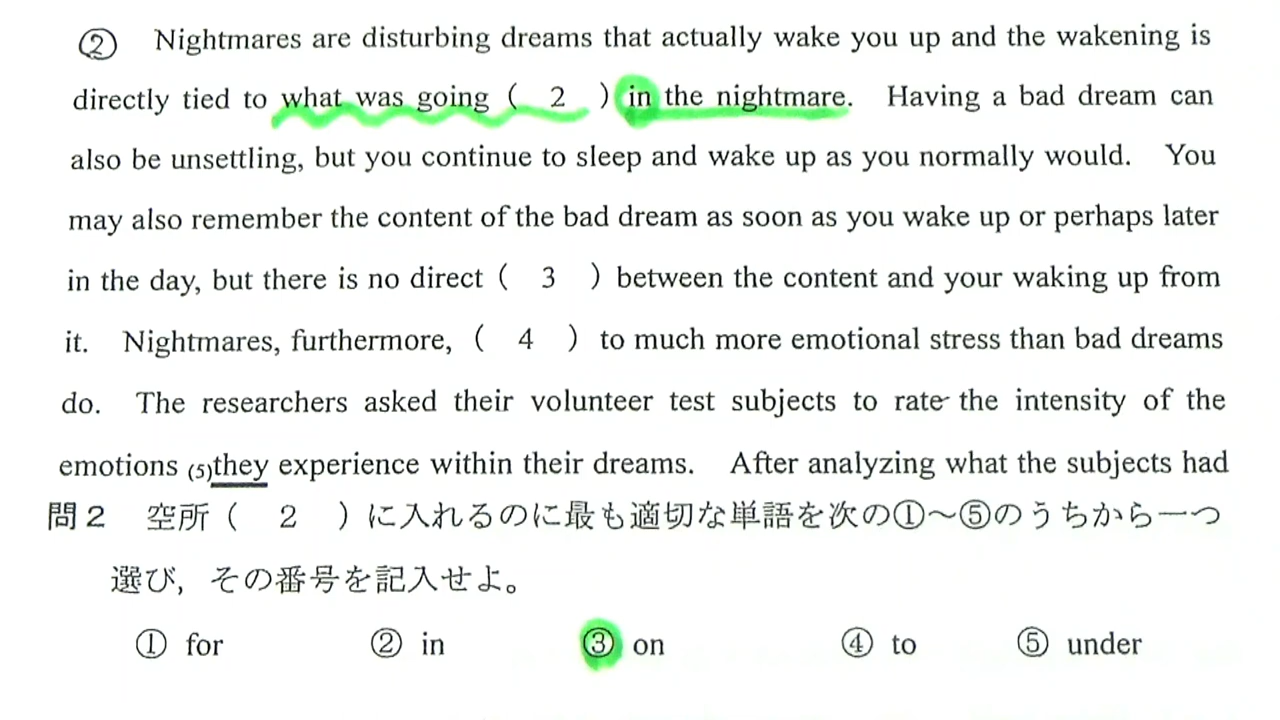 ② Nightmares are disturbing dreams that actually wake you up and the wakening is
directly tied to what was going ( 2 ) in the nightmare. Having a bad dream can
also be unsettling, but you continue to sleep and wake up as you normally would. You
may also remember the content of the bad dream as soon as you wake up or perhaps later
in the day, but there is no direct ( 3 ) between the content and your waking up from
it. Nightmares, furthermore, ( 4 ) to much more emotional stress than bad dreams
do. The researchers asked their volunteer test subjects to rate the intensity of the
emotions (5)they experience within their dreams. After analyzing what the subjects had
問2 空所( 2 )に入れるのに最も適切な単語を次の①〜⑤のうちから一つ
選び,その番号を記入せよ。
① for ② in ③ on ④ to ⑤ under